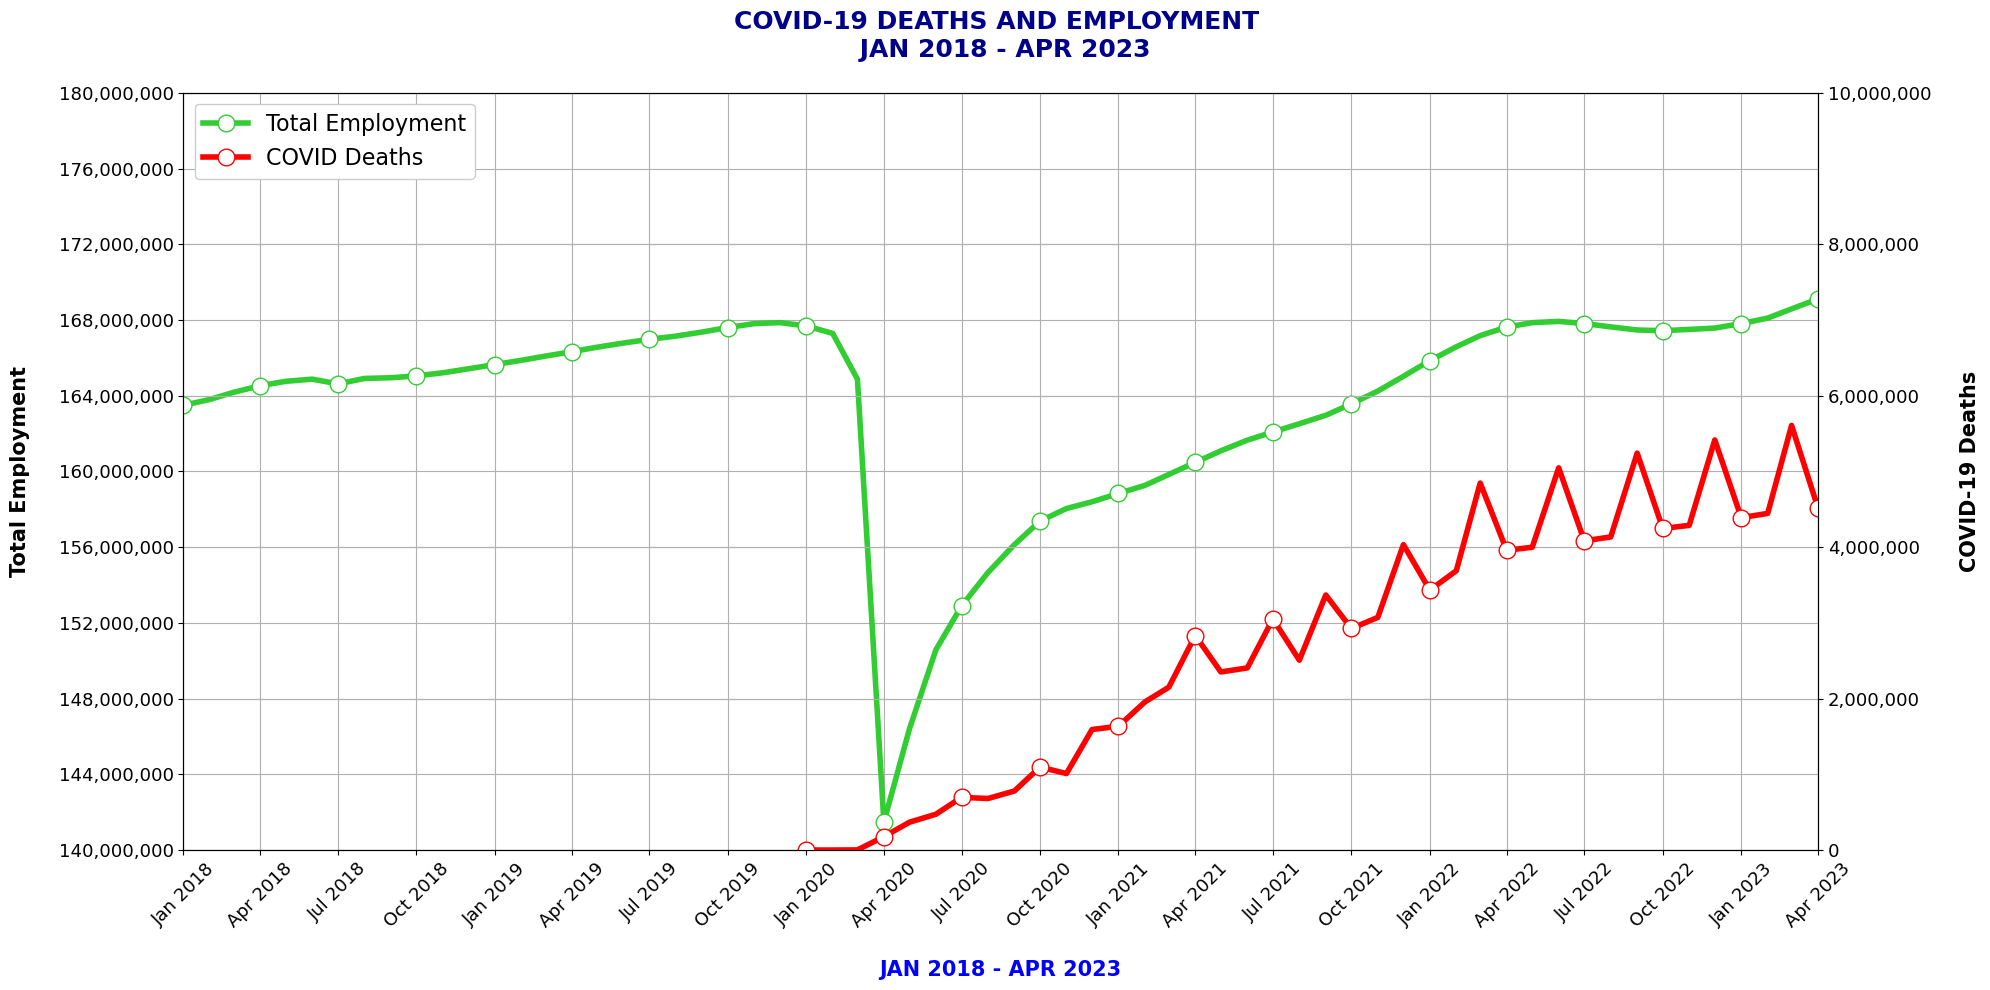 COVID-19 DEATHS AND EMPLOYMENT
JAN 2018 - APR 2023
Total Employment
COVID Deaths
Total Employment
180,000,000
176,000,000
172,000,000
168,000,000
164,000,000
160,000,000
156,000,000
152,000,000
148,000,000
144,000,000
140,000,000
10,000,000
8,000,000
6,000,000
4,000,000
2,000,000
0
COVID-19 Deaths
Jan 2018
Apr 2018
Jul 2018
Oct 2018
Jan 2019
Apr 2019
Jul 2019
Oct 2019
Jan 2020
Apr 2020
Jul 2020
Oct 2020
Jan 2021
Apr 2021
Jul 2021
Oct 2021
Jan 2022
Apr 2022
Jul 2022
Oct 2022
Jan 2023
Apr 2023
JAN 2018 - APR 2023